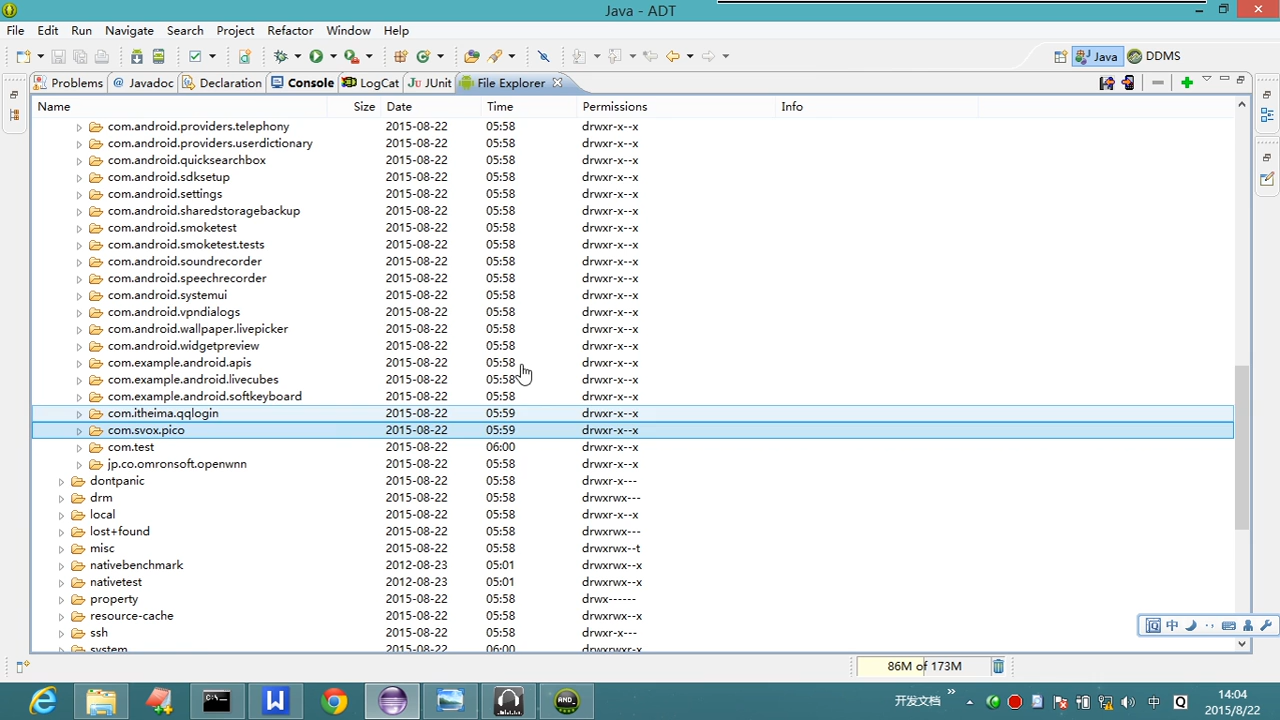 Java - ADT
File Edit Navigate Search Project Refactor Window Help
Java DDMS
Problems @ Javadoc Declaration Console LogCat JUnit File Explorer
Name Size Date Time Permissions Info
com.android.providers.telephony 2015-08-22 05:58 drwxr-x--x
com.android.providers.userdictionary 2015-08-22 05:58 drwxr-x--x
com.android.quicksearchbox 2015-08-22 05:58 drwxr-x--x
com.android.sdksetup 2015-08-22 05:58 drwxr-x--x
com.android.settings 2015-08-22 05:58 drwxr-x--x
com.android.sharedstoragebackup 2015-08-22 05:58 drwxr-x--x
com.android.smoketest 2015-08-22 05:58 drwxr-x--x
com.android.smoketest.tests 2015-08-22 05:58 drwxr-x--x
com.android.soundrecorder 2015-08-22 05:58 drwxr-x--x
com.android.speechrecorder 2015-08-22 05:58 drwxr-x--x
com.android.systemui 2015-08-22 05:58 drwxr-x--x
com.android.vpndialogs 2015-08-22 05:58 drwxr-x--x
com.android.wallpaper.livepicker 2015-08-22 05:58 drwxr-x--x
com.android.widgetpreview 2015-08-22 05:58 drwxr-x--x
com.example.android.apis 2015-08-22 05:58 drwxr-x--x
com.example.android.livecubes 2015-08-22 05:58 drwxr-x--x
com.example.android.softkeyboard 2015-08-22 05:58 drwxr-x--x
com.itheima.qqlogin 2015-08-22 05:59 drwxr-x--x
com.svox.pico 2015-08-22 05:59 drwxr-x--x
com.test 2015-08-22 06:00 drwxr-x--x
jp.co.omronsoft.openwnn 2015-08-22 05:58 drwxr-x--x
dontpanic 2015-08-22 05:58 drwxr-x---
drm 2015-08-22 05:58 drwxrwx---
local 2015-08-22 05:58 drwxr-x--x
lost+found 2015-08-22 05:58 drwxrwx---
misc 2015-08-22 05:58 drwxrwx--t
nativebenchmark 2012-08-23 05:01 drwxrwx--x
nativetest 2012-08-23 05:01 drwxrwx--x
property 2015-08-22 05:58 drwx------
resource-cache 2015-08-22 05:58 drwxrwx--x
ssh 2015-08-22 05:58 drwxr-x---
system 2015-08-22 06:00 drwxrwxr-x
中
86M of 173M
开发文档 » 中 Q 14:04
2015/8/22